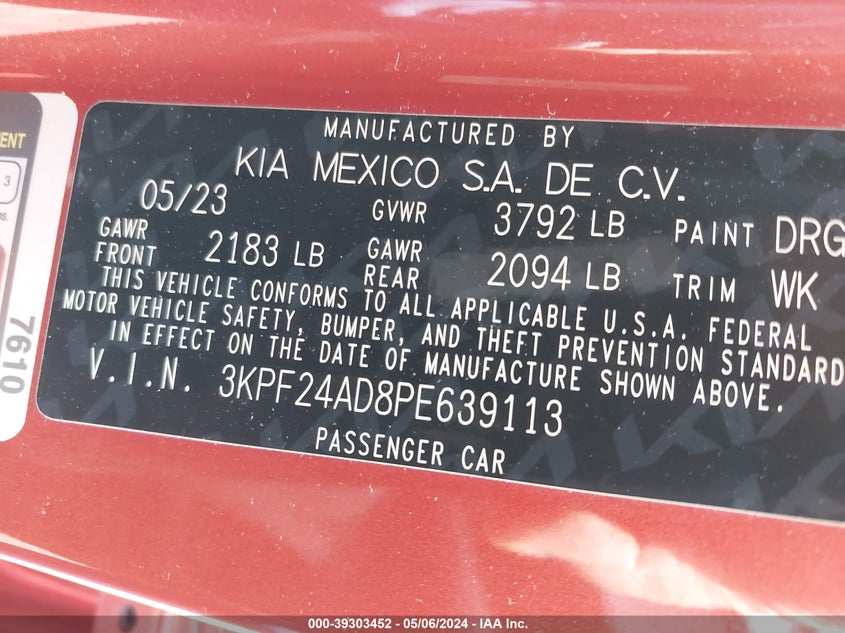 MANUFACTURED BY
KIA MEXICO S.A. DE C.V.
05/23 GVWR 3792 LB PAINT DRG
GAWR FRONT 2183 LB GAWR REAR 2094 LB TRIM WK
THIS VEHICLE CONFORMS TO ALL APPLICABLE U.S.A. FEDERAL
MOTOR VEHICLE SAFETY, BUMPER, AND THEFT PREVENTION STANDARD
IN EFFECT ON THE DATE OF MANUFACTURE SHOWN ABOVE.
V.I.N. 3KPF24AD8PE639113
PASSENGER CAR
3
7610
000-39303452 - 05/06/2024 - IAA Inc.